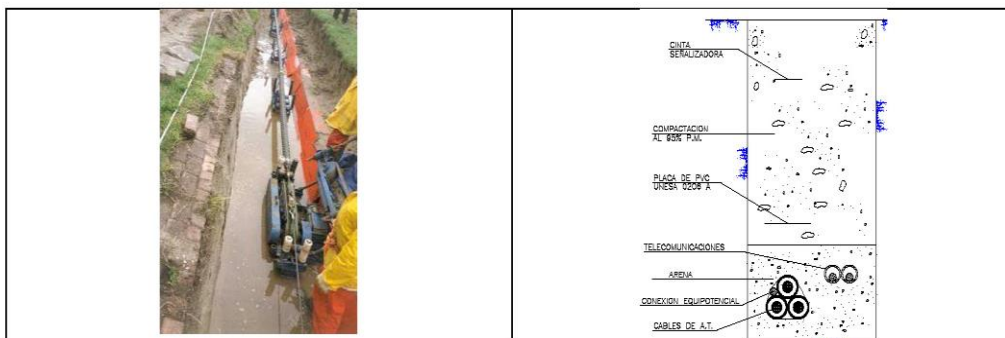 CINTA
SEÑALIZADORA
COMPACTACION
AL 95% P.M.
PLACA DE PVC
UNESA 0206 A
TELECOMUNICACIONES
ARENA
CONEXION EQUIPOTENCIAL
CABLES DE A.T.